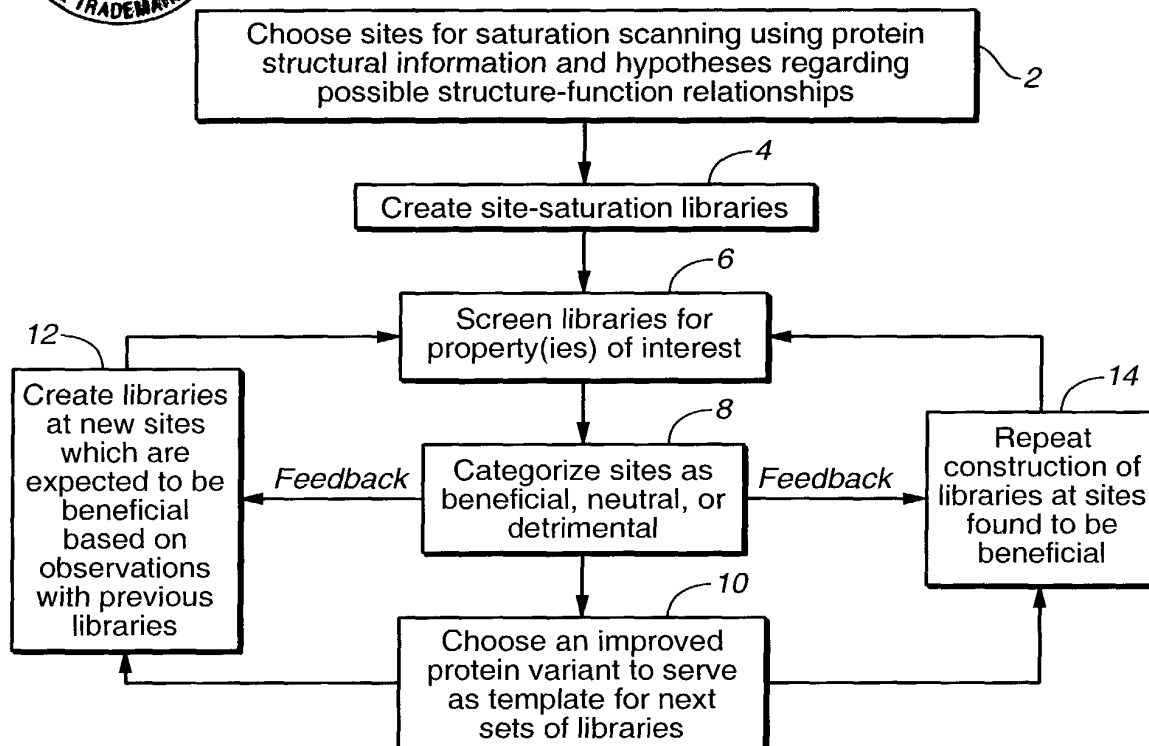 TRADEMA
Choose sites for saturation scanning using protein
structural information and hypotheses regarding
possible structure-function relationships
2
4
Create site-saturation libraries
6
Screen libraries for
property(ies) of interest
12
Create libraries
at new sites
which are
expected to be
beneficial
based on
observations
with previous
libraries
8
Feedback
Categorize sites as
beneficial, neutral, or
detrimental
Feedback
14
Repeat
construction of
libraries at sites
found to be
beneficial
10
Choose an improved
protein variant to serve
as template for next
sets of libraries